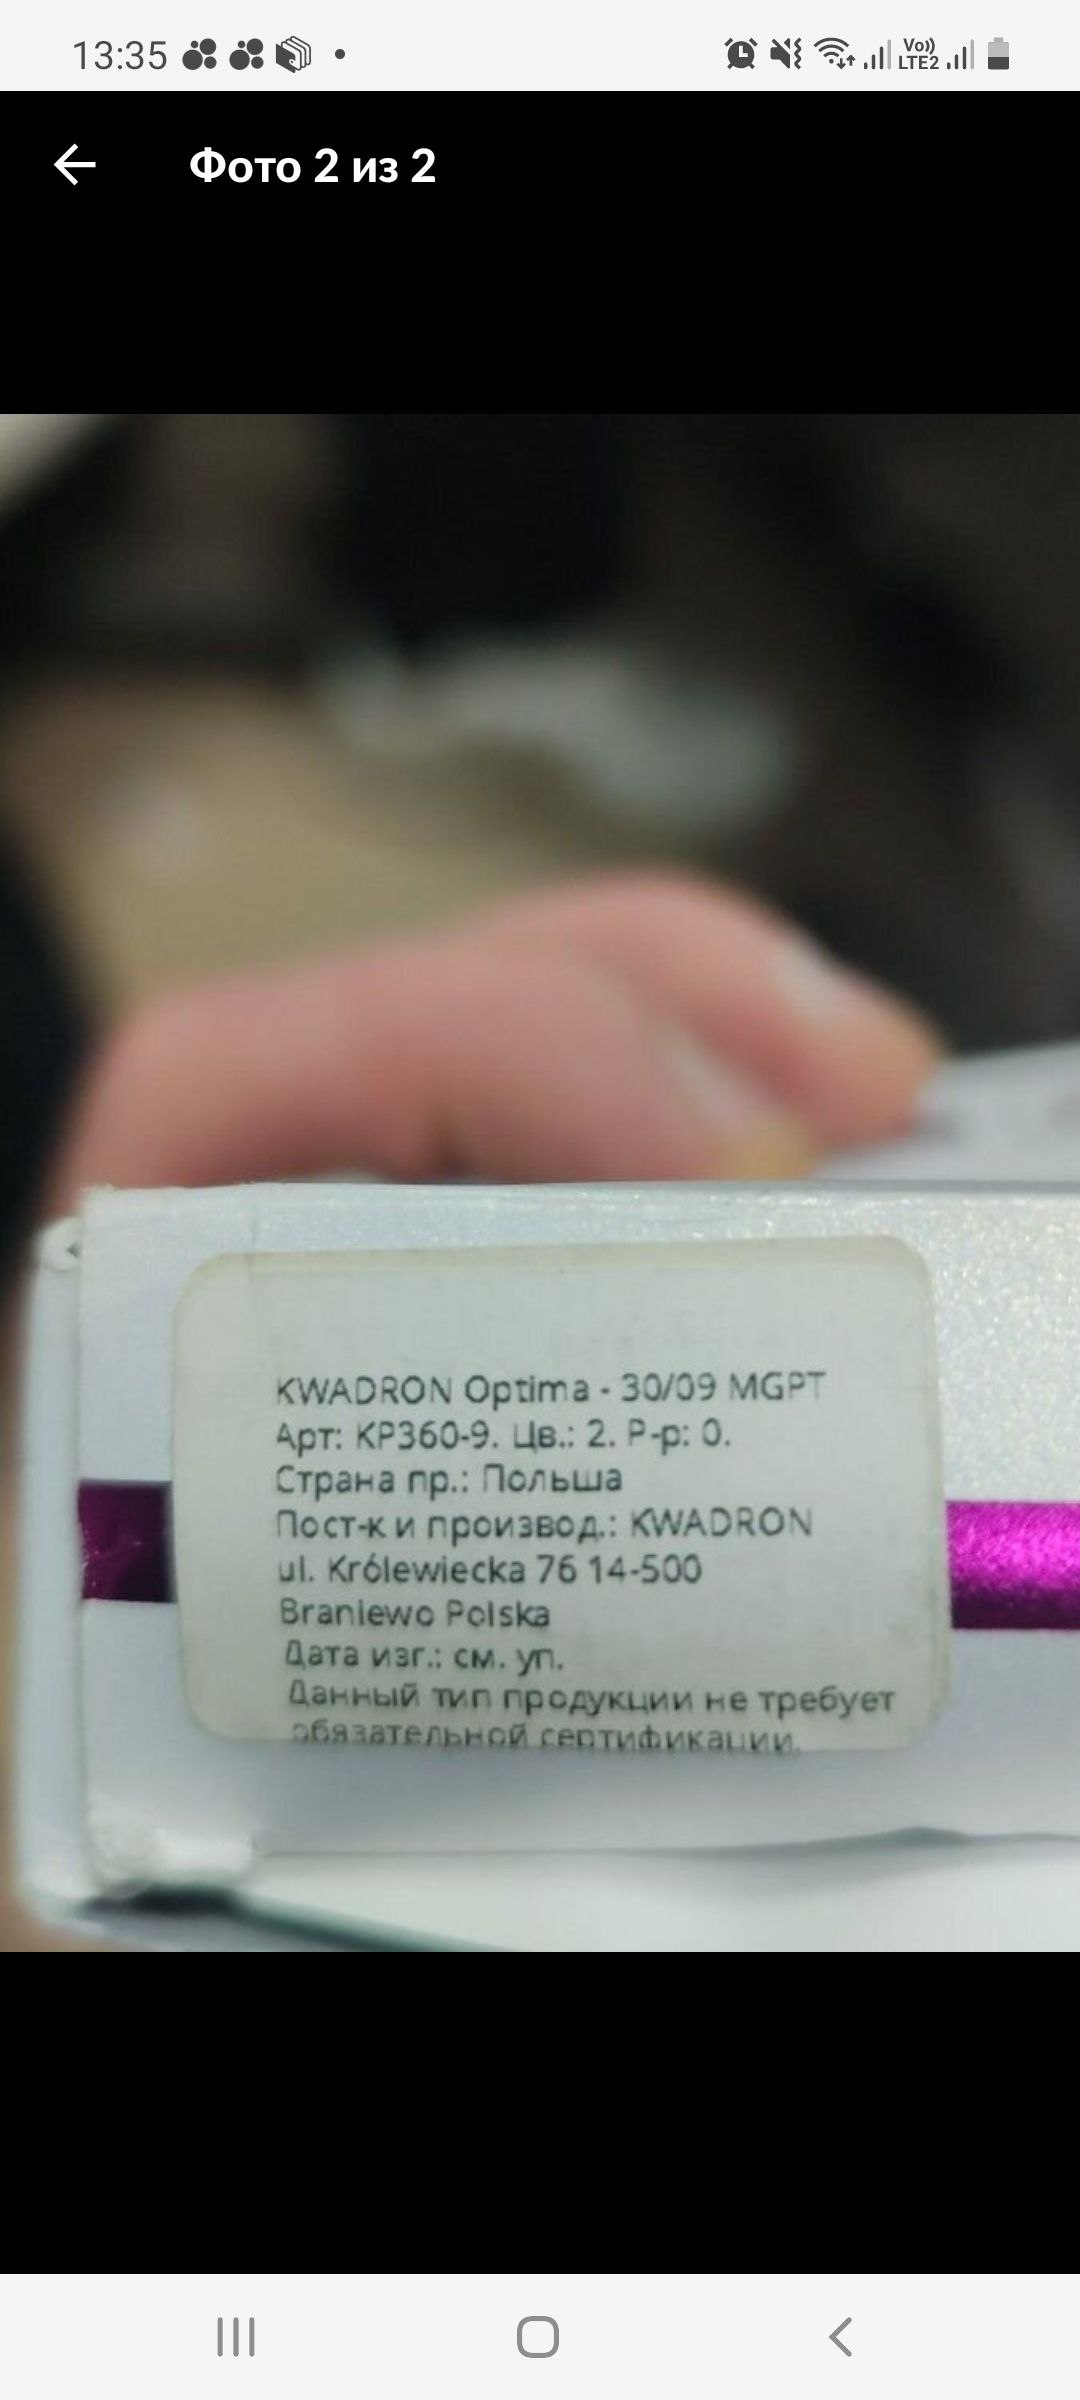 13:35
Vo))
LTE2
Фото 2 из 2
KWADRON Optima - 30/09 MGPT
Арт: KP360-9. Цв.: 2. Р-р: 0.
Страна пр.: Польша
Пост-к и производ.: KWADRON
ul. Królewiecka 76 14-500
Braniewo Polska
Дата изг.: см. уп.
Данный тип продукции не требует
обязательной сертификации.